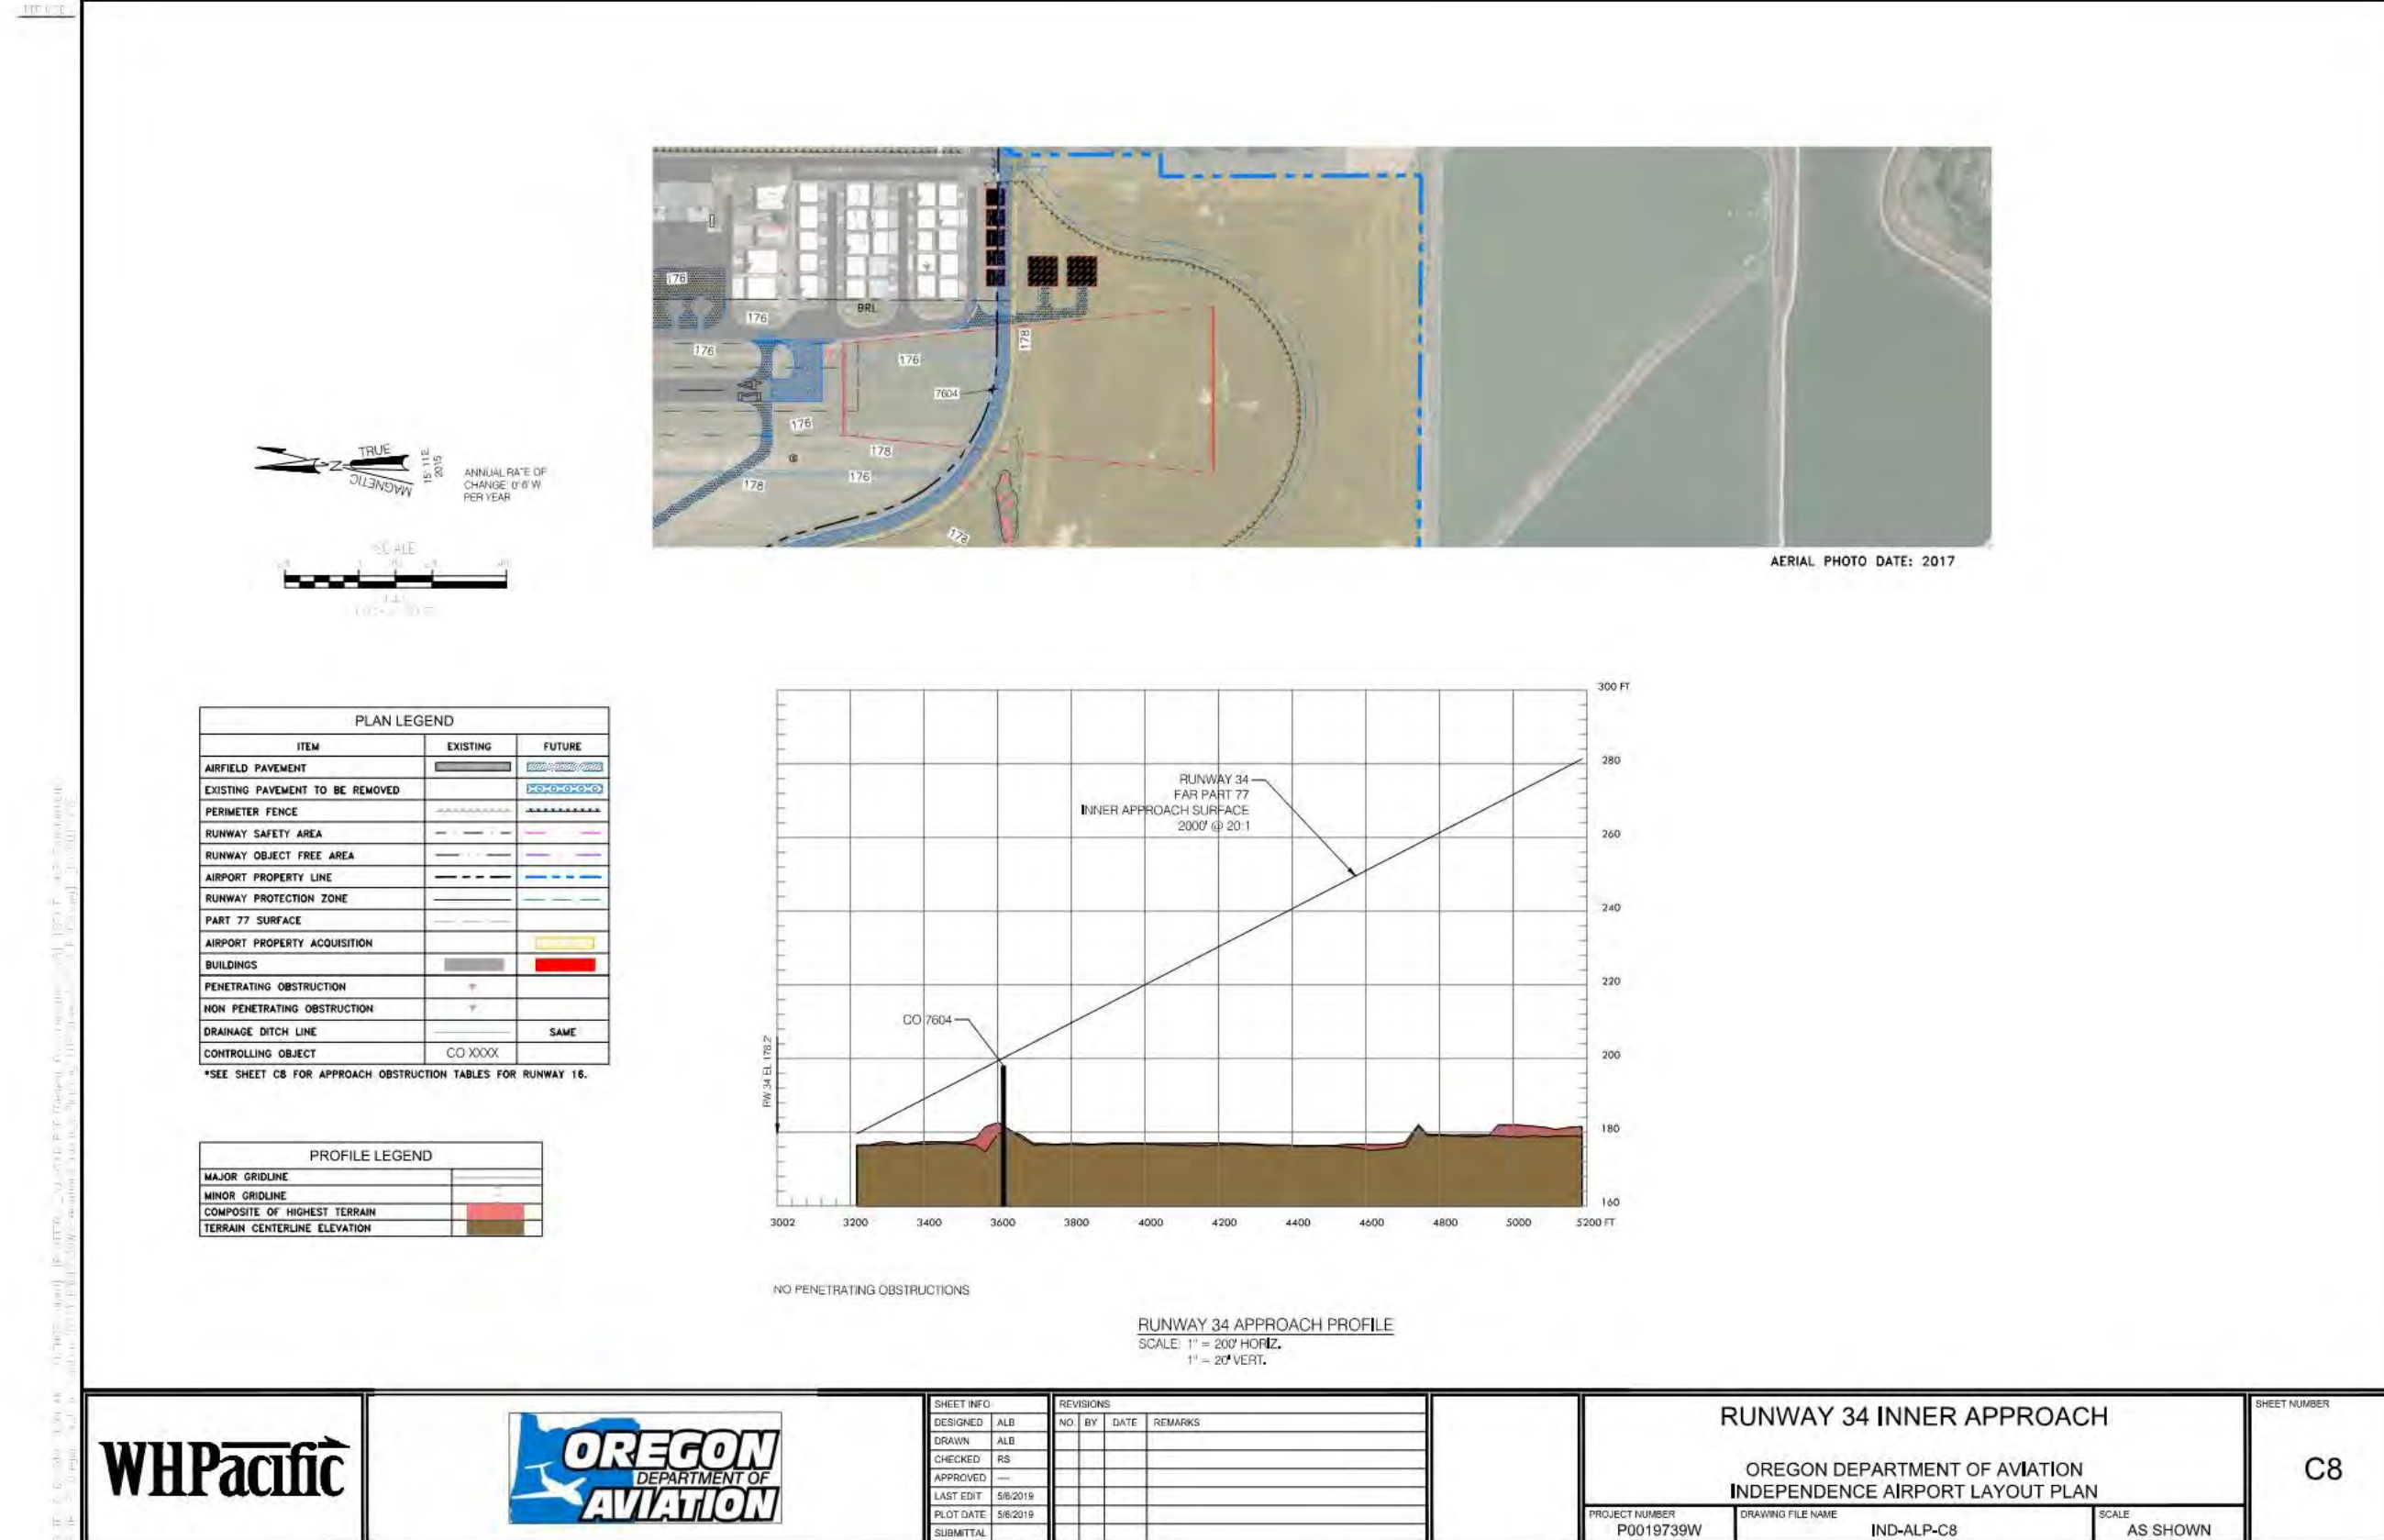 176
176
176
BRL
176
178
7604
176
178
176
178
178
AERIAL PHOTO DATE: 2017
TRUE
N
MAGNETIC
2015
ANNUAL RATE OF
CHANGE 0° 6' W
PER YEAR
SCALE
PLAN LEGEND
ITEM EXISTING FUTURE
AIRFIELD PAVEMENT
EXISTING PAVEMENT TO BE REMOVED
PERIMETER FENCE
RUNWAY SAFETY AREA
RUNWAY OBJECT FREE AREA
AIRPORT PROPERTY LINE
RUNWAY PROTECTION ZONE
PART 77 SURFACE
AIRPORT PROPERTY ACQUISITION
BUILDINGS
PENETRATING OBSTRUCTION
NON PENETRATING OBSTRUCTION
DRAINAGE DITCH LINE SAME
CONTROLLING OBJECT CO XXXX
*SEE SHEET C8 FOR APPROACH OBSTRUCTION TABLES FOR RUNWAY 16.
PROFILE LEGEND
MAJOR GRIDLINE
MINOR GRIDLINE
COMPOSITE OF HIGHEST TERRAIN
TERRAIN CENTERLINE ELEVATION
300 FT
280
260
240
220
200
180
160
RUNWAY 34
FAR PART 77
INNER APPROACH SURFACE
2000' @ 20:1
CO 7604
RW 34 EL. 178.2'
3002 3200 3400 3600 3800 4000 4200 4400 4600 4800 5000 5200 FT
NO PENETRATING OBSTRUCTIONS
RUNWAY 34 APPROACH PROFILE
SCALE: 1" = 200' HORIZ.
1" = 20' VERT.
WHPacific
OREGON
DEPARTMENT OF
AVIATION
SHEET INFO
DESIGNED ALB
DRAWN ALB
CHECKED RS
APPROVED ----
LAST EDIT 5/6/2019
PLOT DATE 5/6/2019
SUBMITTAL
REVISIONS
NO. BY DATE REMARKS
RUNWAY 34 INNER APPROACH
OREGON DEPARTMENT OF AVIATION
INDEPENDENCE AIRPORT LAYOUT PLAN
PROJECT NUMBER
P0019739W
DRAWING FILE NAME
IND-ALP-C8
SCALE
AS SHOWN
SHEET NUMBER
C8